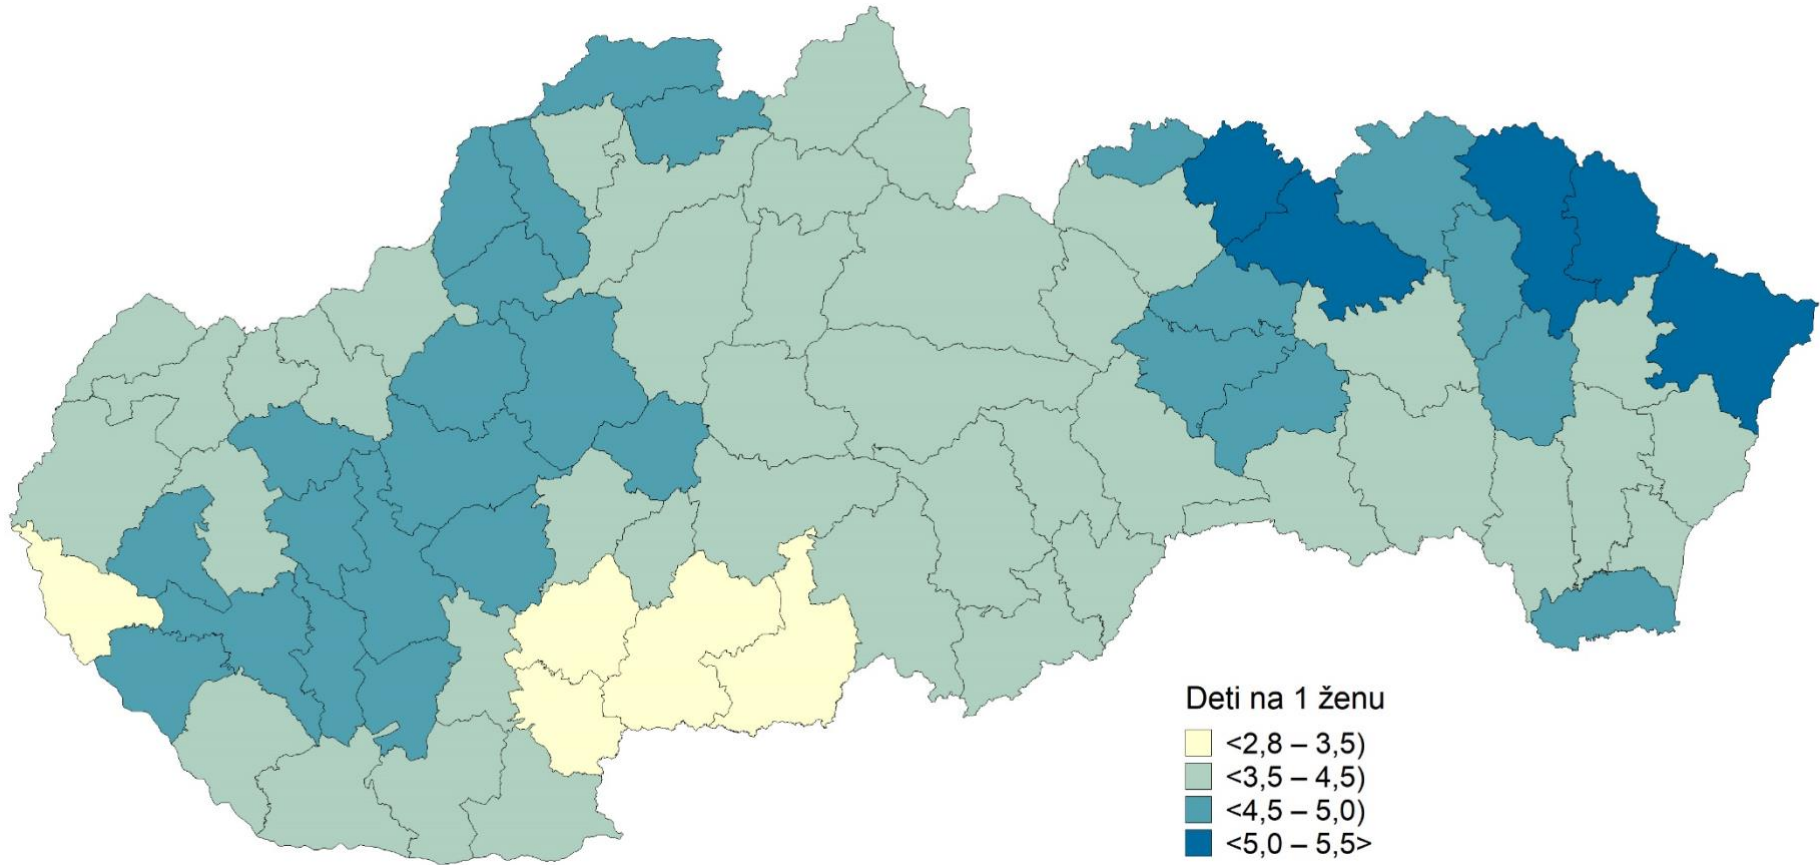 Deti na 1 ženu
<2,8 – 3,5)
<3,5 – 4,5)
<4,5 – 5,0)
<5,0 – 5,5>